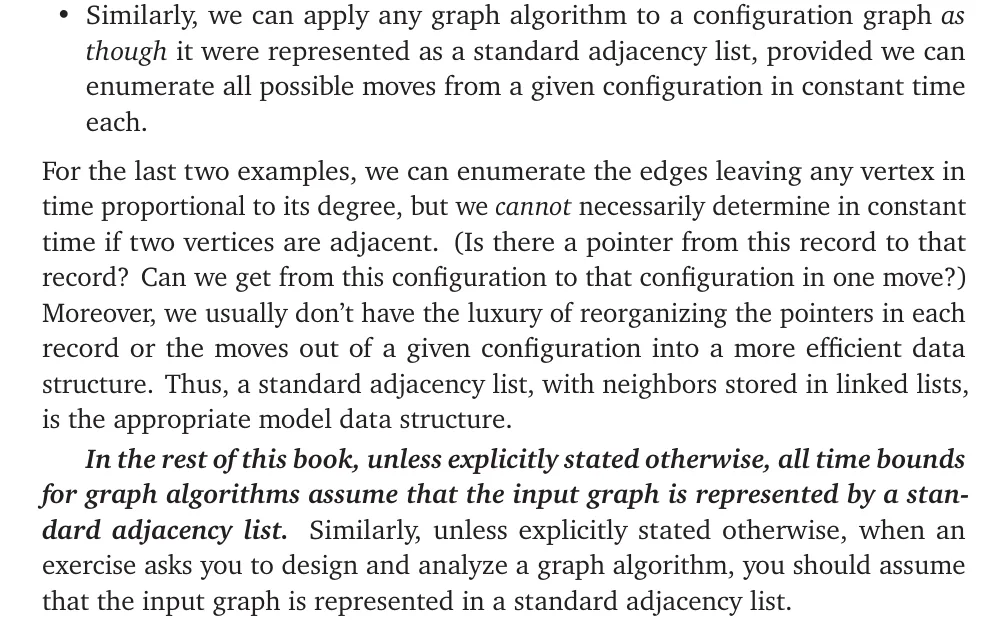 • Similarly, we can apply any graph algorithm to a configuration graph as
though it were represented as a standard adjacency list, provided we can
enumerate all possible moves from a given configuration in constant time
each.
For the last two examples, we can enumerate the edges leaving any vertex in
time proportional to its degree, but we cannot necessarily determine in constant
time if two vertices are adjacent. (Is there a pointer from this record to that
record? Can we get from this configuration to that configuration in one move?)
Moreover, we usually don’t have the luxury of reorganizing the pointers in each
record or the moves out of a given configuration into a more efficient data
structure. Thus, a standard adjacency list, with neighbors stored in linked lists,
is the appropriate model data structure.
In the rest of this book, unless explicitly stated otherwise, all time bounds
for graph algorithms assume that the input graph is represented by a stan-
dard adjacency list. Similarly, unless explicitly stated otherwise, when an
exercise asks you to design and analyze a graph algorithm, you should assume
that the input graph is represented in a standard adjacency list.